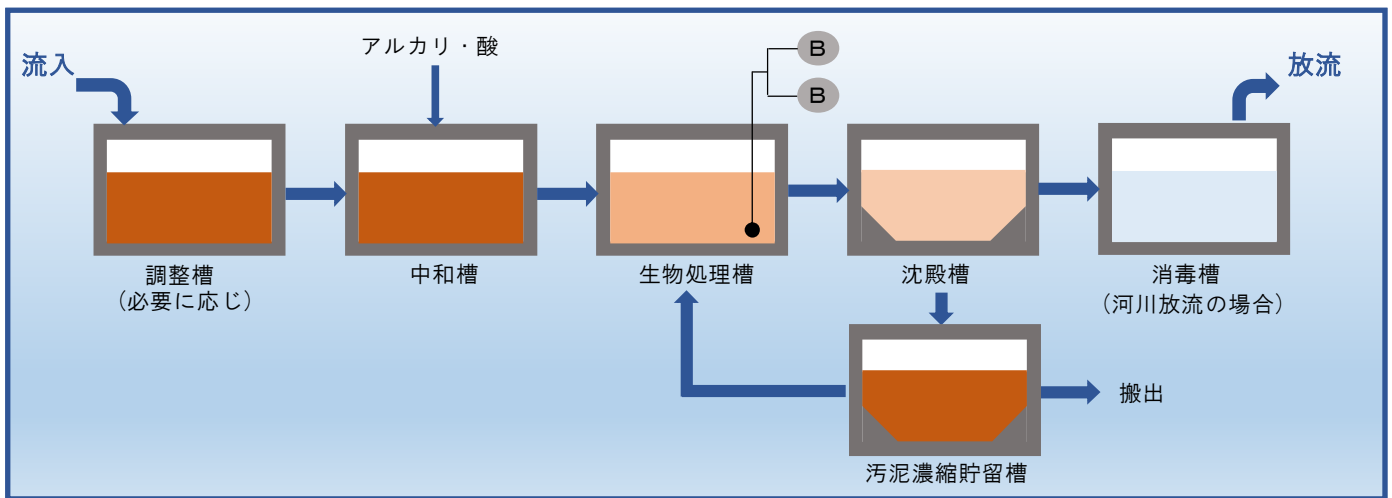 流入
アルカリ・酸
B
B
放流
調整槽
（必要に応じ）
中和槽
生物処理槽
沈殿槽
消毒槽
（河川放流の場合）
搬出
汚泥濃縮貯留槽